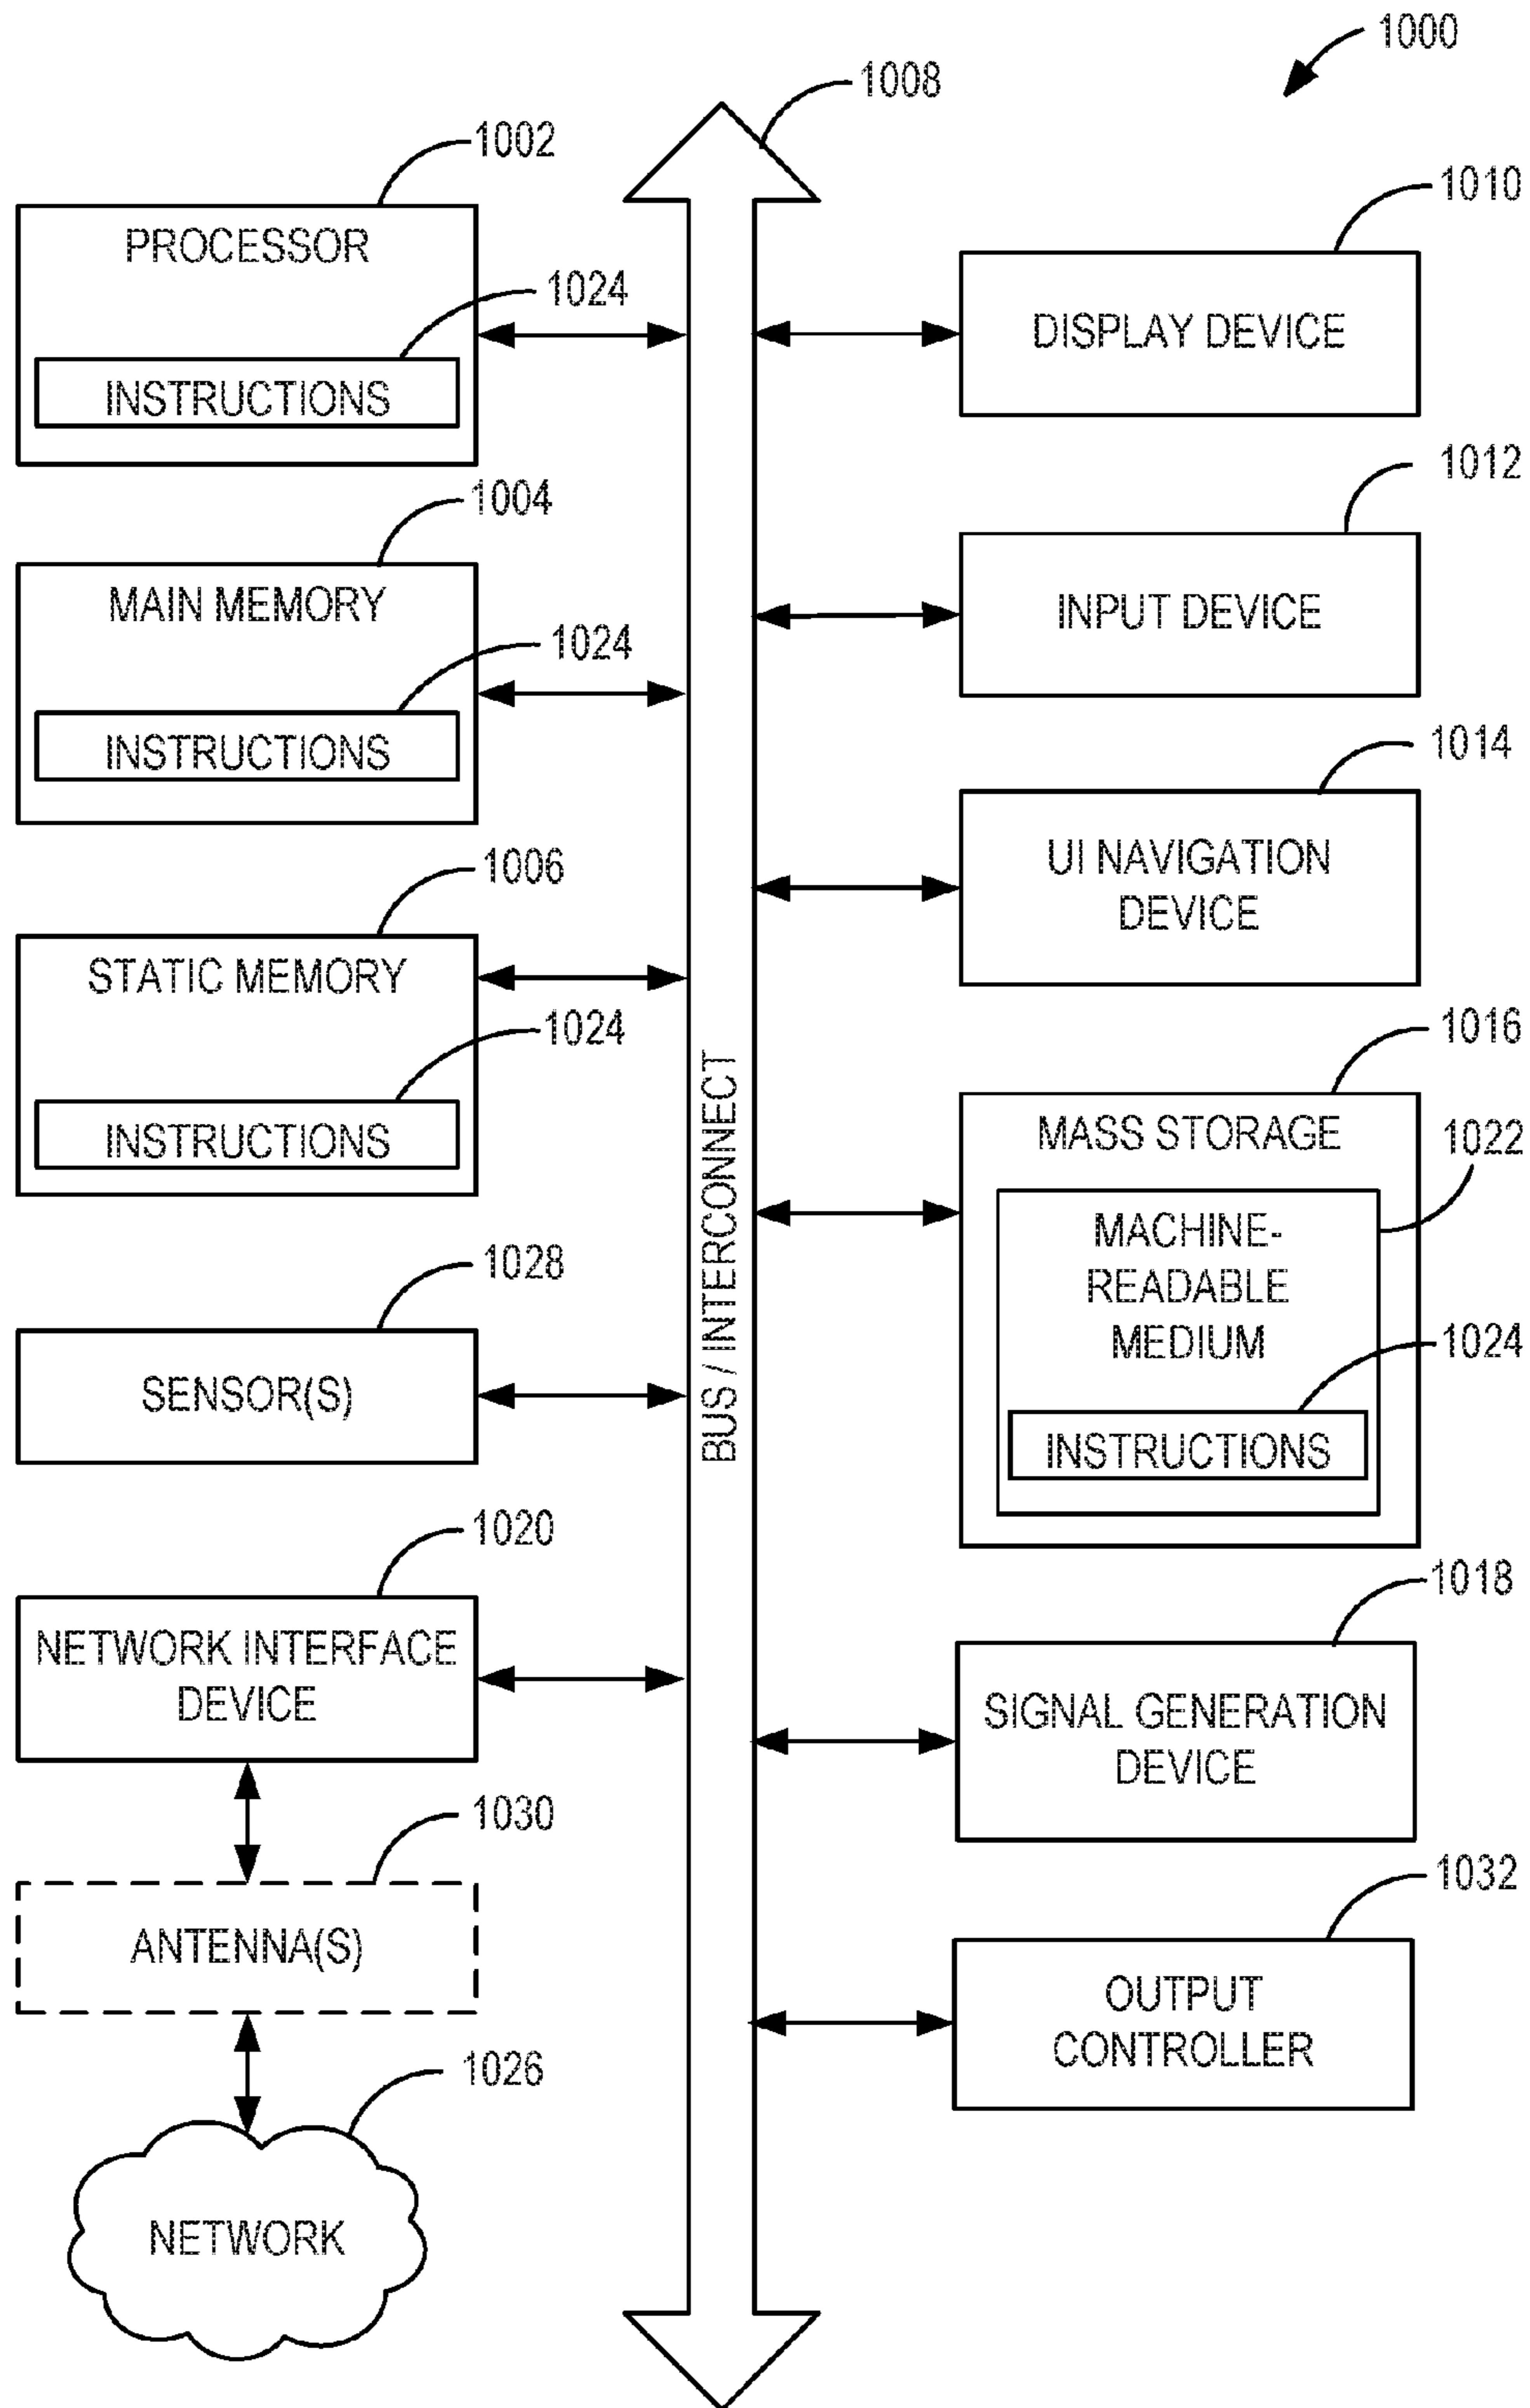 1000
1008
1002
PROCESSOR
1024
INSTRUCTIONS
1004
MAIN MEMORY
1024
INSTRUCTIONS
1006
STATIC MEMORY
1024
INSTRUCTIONS
1028
SENSOR(S)
1020
NETWORK INTERFACE
DEVICE
1030
ANTENNA(S)
1026
NETWORK
BUS / INTERCONNECT
1010
DISPLAY DEVICE
1012
INPUT DEVICE
1014
UI NAVIGATION
DEVICE
1016
MASS STORAGE
1022
MACHINE-
READABLE
MEDIUM
1024
INSTRUCTIONS
1018
SIGNAL GENERATION
DEVICE
1032
OUTPUT
CONTROLLER